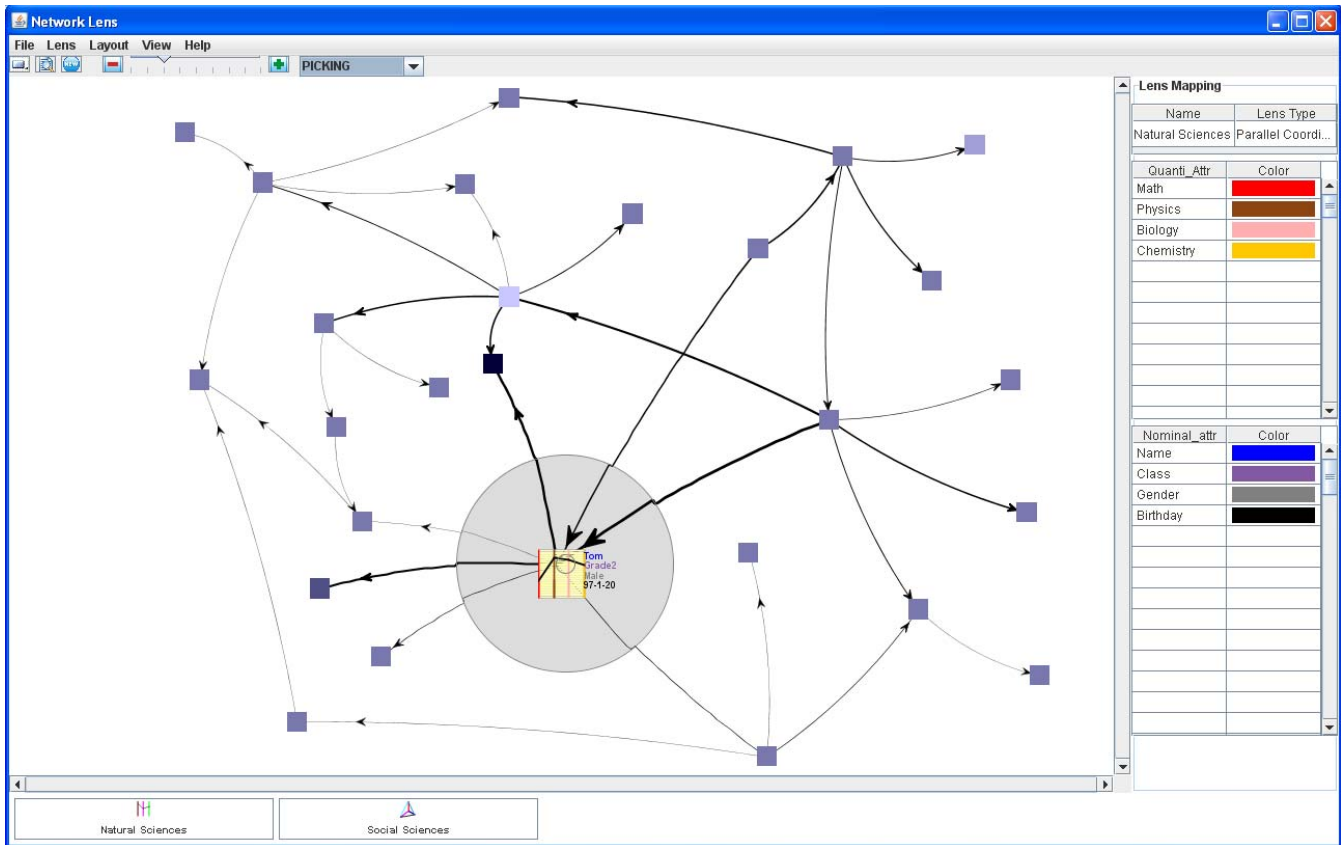 Network Lens
File Lens Layout View Help
PICKING
Lens Mapping
Name Lens Type
Natural Sciences Parallel Coordi...
Quanti_Attr Color
Math
Physics
Biology
Chemistry
Nominal_attr Color
Name
Class
Gender
Birthday
Tom
Grade2
Male
97-1-20
Natural Sciences
Social Sciences